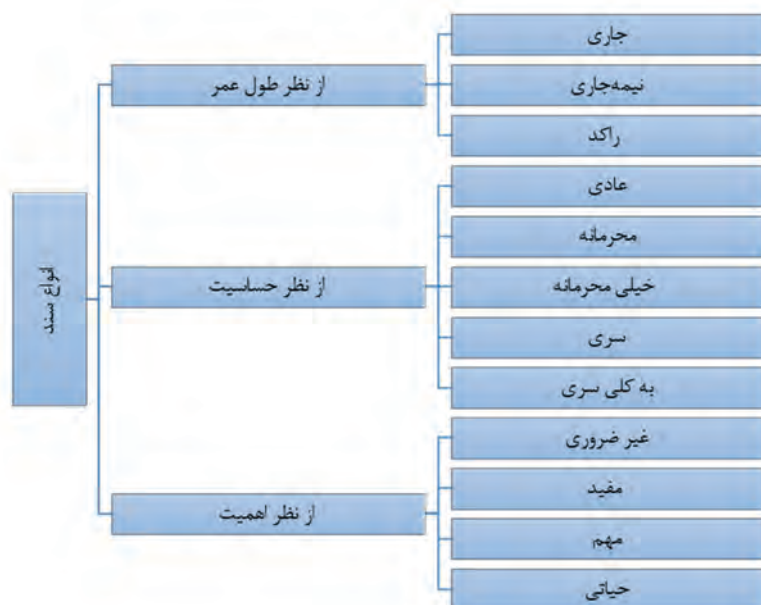 انواع سند
از نظر طول عمر
جاری
نیمه‌جاری
راکد
از نظر حساسیت
عادی
محرمانه
خیلی محرمانه
سری
به کلی سری
از نظر اهمیت
غیر ضروری
مفید
مهم
حیاتی